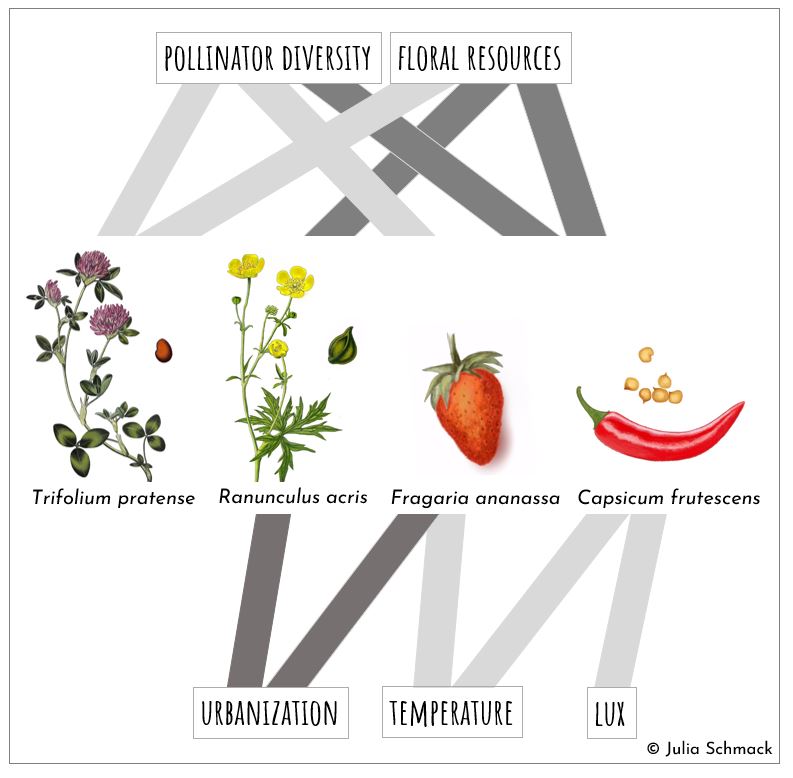 POLLINATOR DIVERSITY
FLORAL RESOURCES
Trifolium pratense
Ranunculus acris
Fragaria ananassa
Capsicum frutescens
URBANIZATION
TEMPERATURE
LUX
© Julia Schmack